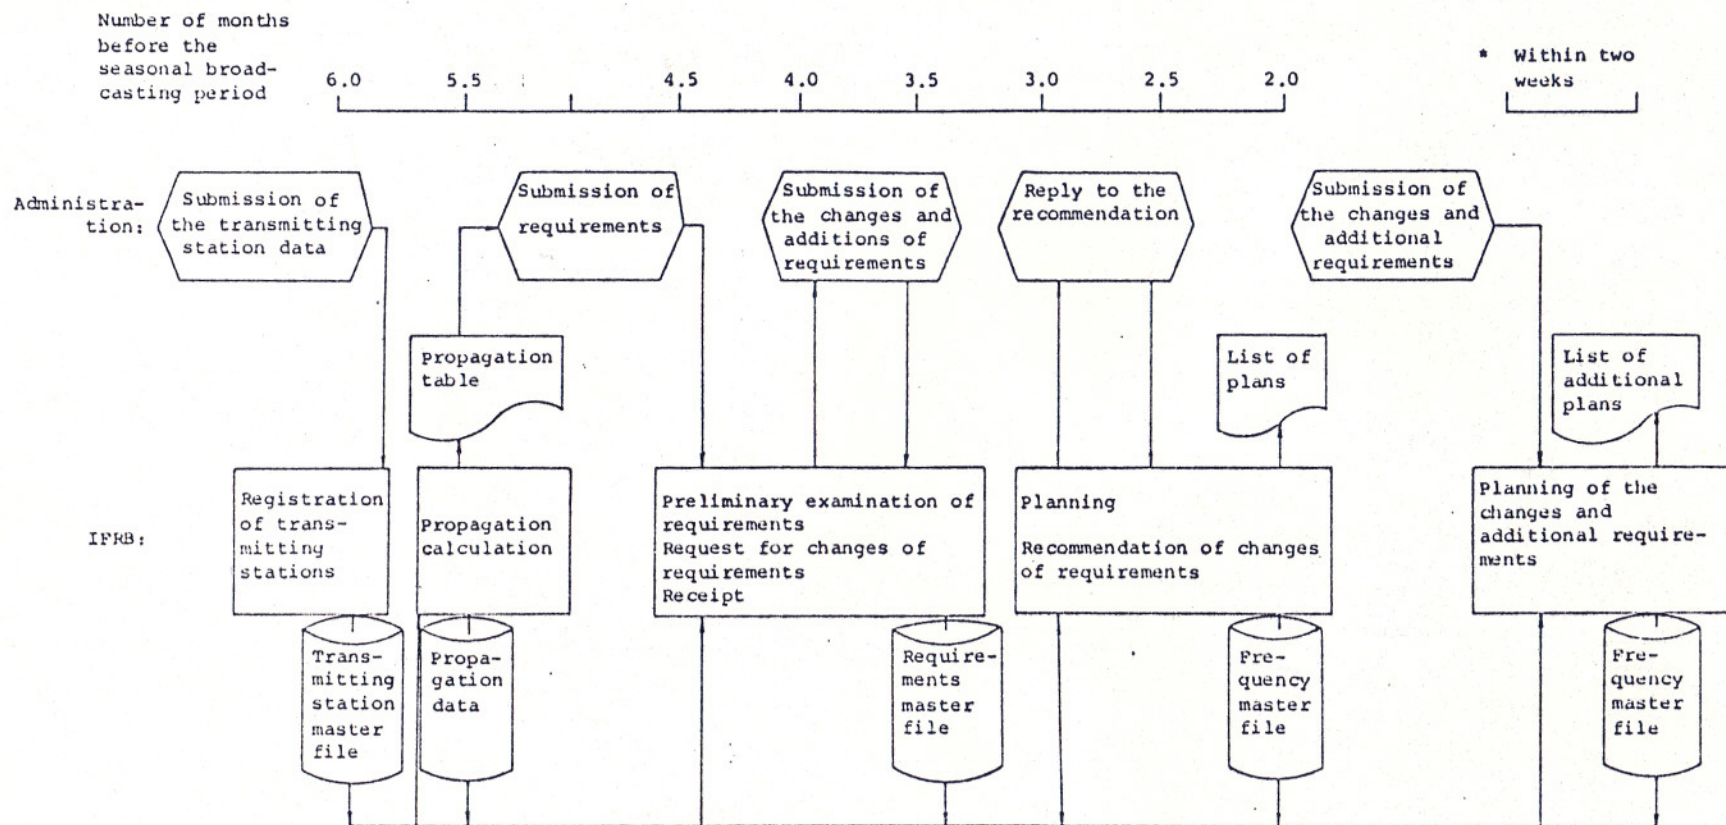 Number of months
before the
seasonal broad-
casting period
6.0 5.5 4.5 4.0 3.5 3.0 2.5 2.0
* Within two
weeks
Administra-
tion:
Submission of
the transmitting
station data
Submission of
requirements
Submission of
the changes and
additions of
requirements
Reply to the
recommendation
Submission of
the changes and
additional
requirements
Propagation
table
List of
plans
List of
additional
plans
IFRB:
Registration
of trans-
mitting
stations
Propagation
calculation
Preliminary examination of
requirements
Request for changes of
requirements
Receipt
Planning
Recommendation of changes
of requirements
Planning of the
changes and
additional require-
ments
Trans-
mitting
station
master
file
Propa-
gation
data
Require-
ments
master
file
Fre-
quency
master
file
Fre-
quency
master
file